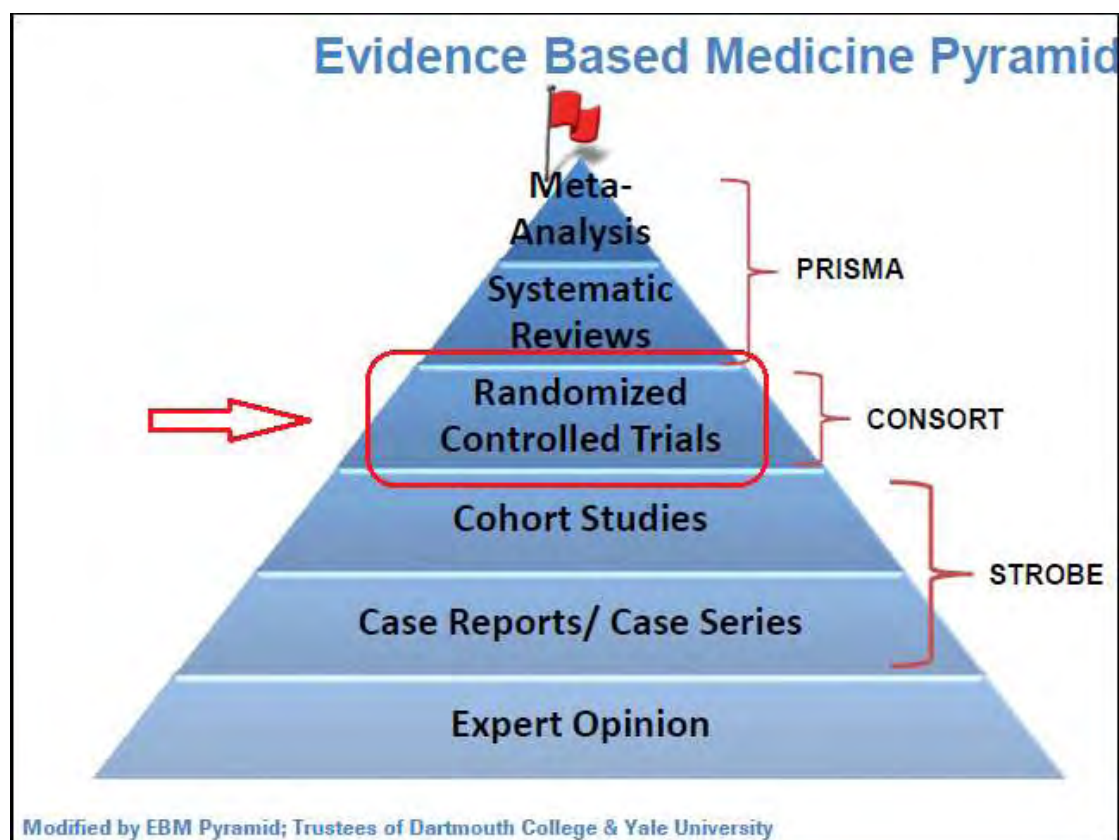 Evidence Based Medicine Pyramid
Meta-
Analysis
PRISMA
Systematic
Reviews
Randomized
Controlled Trials
CONSORT
Cohort Studies
STROBE
Case Reports/ Case Series
Expert Opinion
Modified by EBM Pyramid; Trustees of Dartmouth College & Yale University